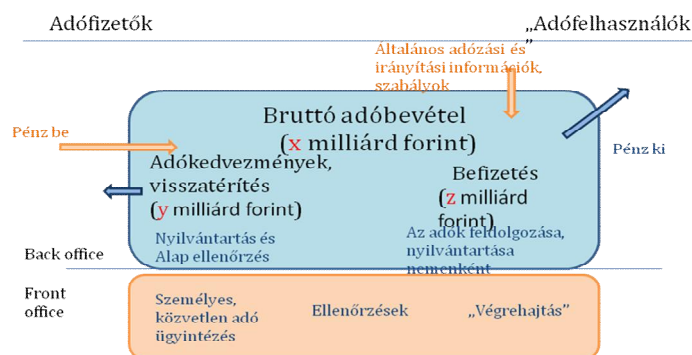 Adófizetők
„Adófelhasználók
”
Általános adózási és
irányítási információk,
szabályok
Bruttó adóbevétel
(x milliárd forint)
Pénz be
Pénz ki
Adókedvezmények,
visszatérítés
(y milliárd forint)
Befizetés
(z milliárd
forint)
Nyilvántartás és
Alap ellenőrzés
Az adók feldolgozása,
nyilvántartása
nemenként
Back office
Front
office
Személyes,
közvetlen adó
ügyintézés
Ellenőrzések
„Végrehajtás”